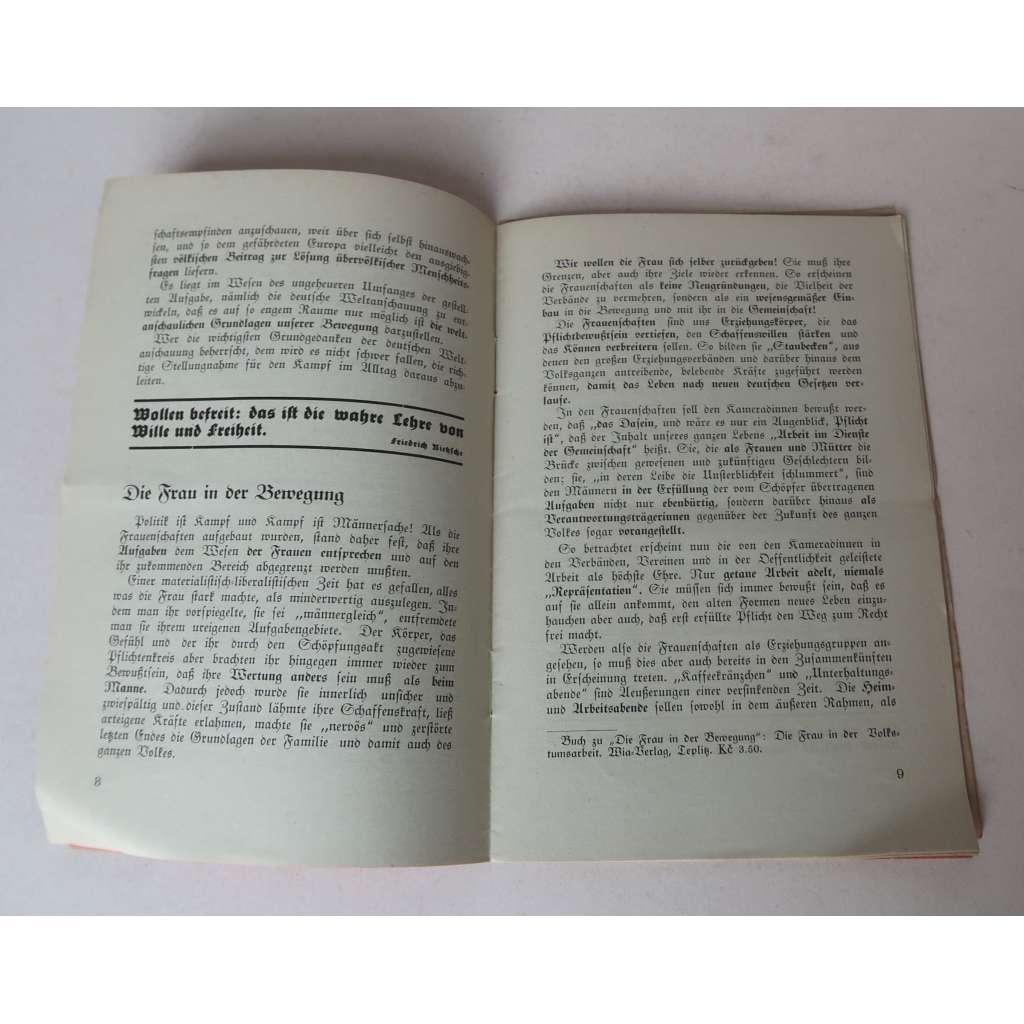 schaftsempfinden anzuschauen, weit über sich selbst hinauswach-
sen, und so dem gefährdeten Europa vielleicht den ausgiebig-
sten völkischen Beitrag zur Lösung übervölkischer Menschheits-
fragen liefern.
Es liegt im Wesen des ungeheueren Umfanges der gestell-
ten Aufgabe, nämlich die deutsche Weltanschauung zu ent-
wickeln, daß es auf so engem Raume nur möglich ist die welt-
anschaulichen Grundlagen unserer Bewegung darzustellen.
Wer die wichtigsten Grundgedanken der deutschen Welt-
anschauung beherrscht, dem wird es nicht schwer fallen, die rich-
tige Stellungnahme für den Kampf im Alltag daraus abzu-
leiten.
Wollen befreit: das ist die wahre Lehre von
Wille und Freiheit.
Friedrich Nietzsche
Die Frau in der Bewegung
Politik ist Kampf und Kampf ist Männersache! Als die
Frauenschaften aufgebaut wurden, stand daher fest, daß ihre
Aufgaben dem Wesen der Frauen entsprechen und auf den
ihr zukommenden Bereich abgegrenzt werden mußten.
Einer materialistisch-liberalistischen Zeit hat es gefallen, alles
was die Frau stark machte, als minderwertig auszulegen. In-
dem man ihr vorspiegelte, sie sei „männergleich", entfremdete
man sie ihrem ureigenen Aufgabengebiete. Der Körper, das
Gefühl und der ihr durch den Schöpfungsakt zugewiesene
Pflichtenkreis aber brachten ihr hingegen immer wieder zum
Bewußtsein, daß ihre Wertung anders sein muß als beim
Manne. Dadurch jedoch wurde sie innerlich unsicher und
zwiespältig und dieser Zustand lähmte ihre Schaffenskraft, ließ
arteigene Kräfte erlahmen, machte sie „nervös" und zerstörte
letzten Endes die Grundlagen der Familie und damit auch des
ganzen Volkes.
8
Wir wollen die Frau sich selber zurückgeben! Sie muß ihre
Grenzen, aber auch ihre Ziele wieder erkennen. So erscheinen
die Frauenschaften als keine Neugründungen, die Vielheit der
Verbände zu vermehren, sondern als ein wesensgemäßer Ein-
bau in die Bewegung und mit ihr in die Gemeinschaft!
Die Frauenschaften sind uns Erziehungskörper, die das
Pflichtbewußtsein vertiefen, den Schaffenswillen stärken und
das Können verbreitern sollen. So bilden sie „Staubecken", aus
denen den großen Erziehungsverbänden und darüber hinaus dem
Volksganzen antreibende, belebende Kräfte zugeführt werden
können, damit das Leben nach neuen deutschen Gesetzen ver-
laufe.
In den Frauenschaften soll den Kameradinnen bewußt wer-
den, daß „das Dasein, und wäre es nur ein Augenblick, Pflicht
ist", daß der Inhalt unseres ganzen Lebens „Arbeit im Dienste
der Gemeinschaft" heißt. Sie, die als Frauen und Mütter die
Brücke zwischen gewesenen und zukünftigen Geschlechtern bil-
den; sie, „in deren Leibe die Unsterblichkeit schlummert", sind
den Männern in der Erfüllung der vom Schöpfer übertragenen
Aufgaben nicht nur ebenbürtig, sondern darüber hinaus als
Verantwortungsträgerinnen gegenüber der Zukunft des ganzen
Volkes sogar vorangestellt.
So betrachtet erscheint nun die von den Kameradinnen in
den Verbänden, Vereinen und in der Oeffentlichkeit geleistete
Arbeit als höchste Ehre. Nur getane Arbeit adelt, niemals
„Repräsentation". Sie müssen sich immer bewußt sein, daß es
auf sie allein ankommt, den alten Formen neues Leben einzu-
hauchen aber auch, daß erst erfüllte Pflicht den Weg zum Recht
frei macht.
Werden also die Frauenschaften als Erziehungsgruppen an-
gesehen, so muß dies aber auch bereits in den Zusammenkünften
in Erscheinung treten. „Kaffeekränzchen" und „Unterhaltungs-
abende" sind Aeußerungen einer versinkenden Zeit. Die Heim-
und Arbeitsabende sollen sowohl in dem äußeren Rahmen, als
Buch zu „Die Frau in der Bewegung": Die Frau in der Volks-
tumsarbeit. Wia-Verlag, Teplitz. Kč 3.50.
9